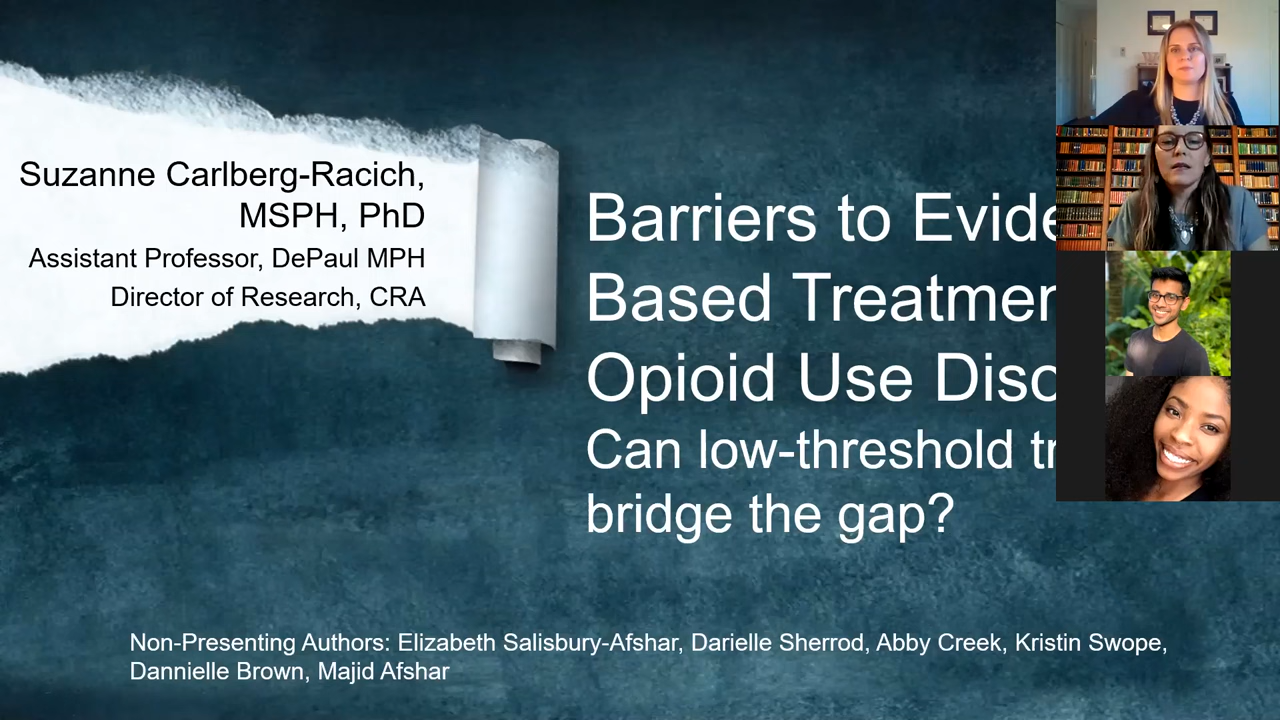 Suzanne Carlberg-Racich,
MSPH, PhD
Assistant Professor, DePaul MPH
Director of Research, CRA
Barriers to Evide
Based Treatmen
Opioid Use Diso
Can low-threshold tr
bridge the gap?
Non-Presenting Authors: Elizabeth Salisbury-Afshar, Darielle Sherrod, Abby Creek, Kristin Swope,
Dannielle Brown, Majid Afshar